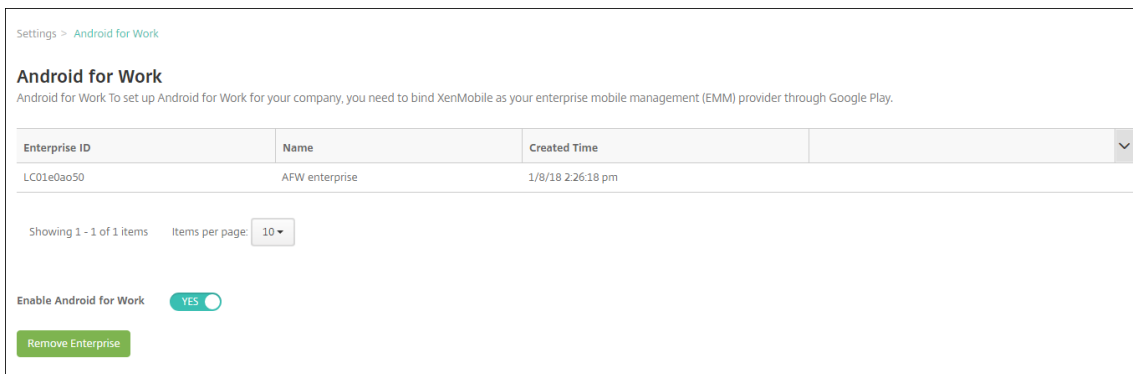 Settings > Android for Work
Android for Work
Android for Work To set up Android for Work for your company, you need to bind XenMobile as your enterprise mobile management (EMM) provider through Google Play.
Enterprise ID Name Created Time
LC01e0ao50 AFW enterprise 1/8/18 2:26:18 pm
Showing 1 - 1 of 1 items Items per page: 10
Enable Android for Work YES
Remove Enterprise